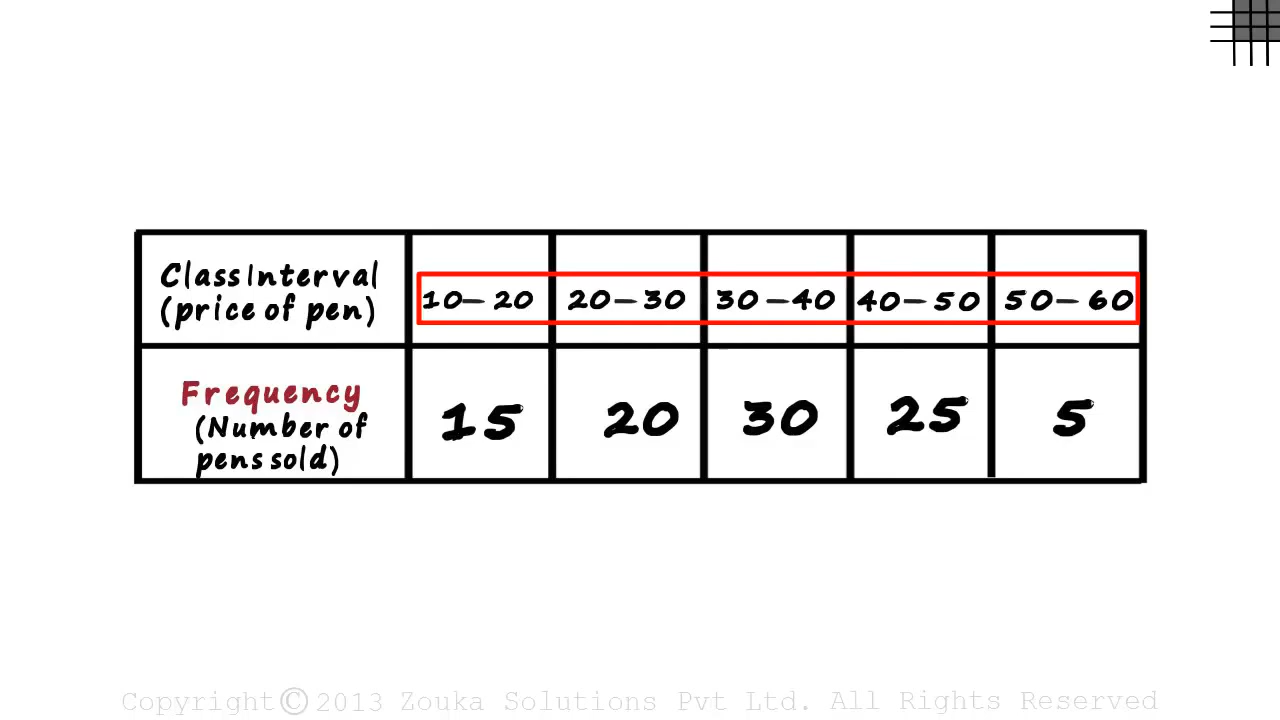 Class Interval
(price of pen)
10-20 20-30 30-40 40-50 50-60
Frequency
(Number of
pens sold)
15 20 30 25 5
Copyright © 2013 Zouka Solutions Pvt Ltd. All Rights Reserved